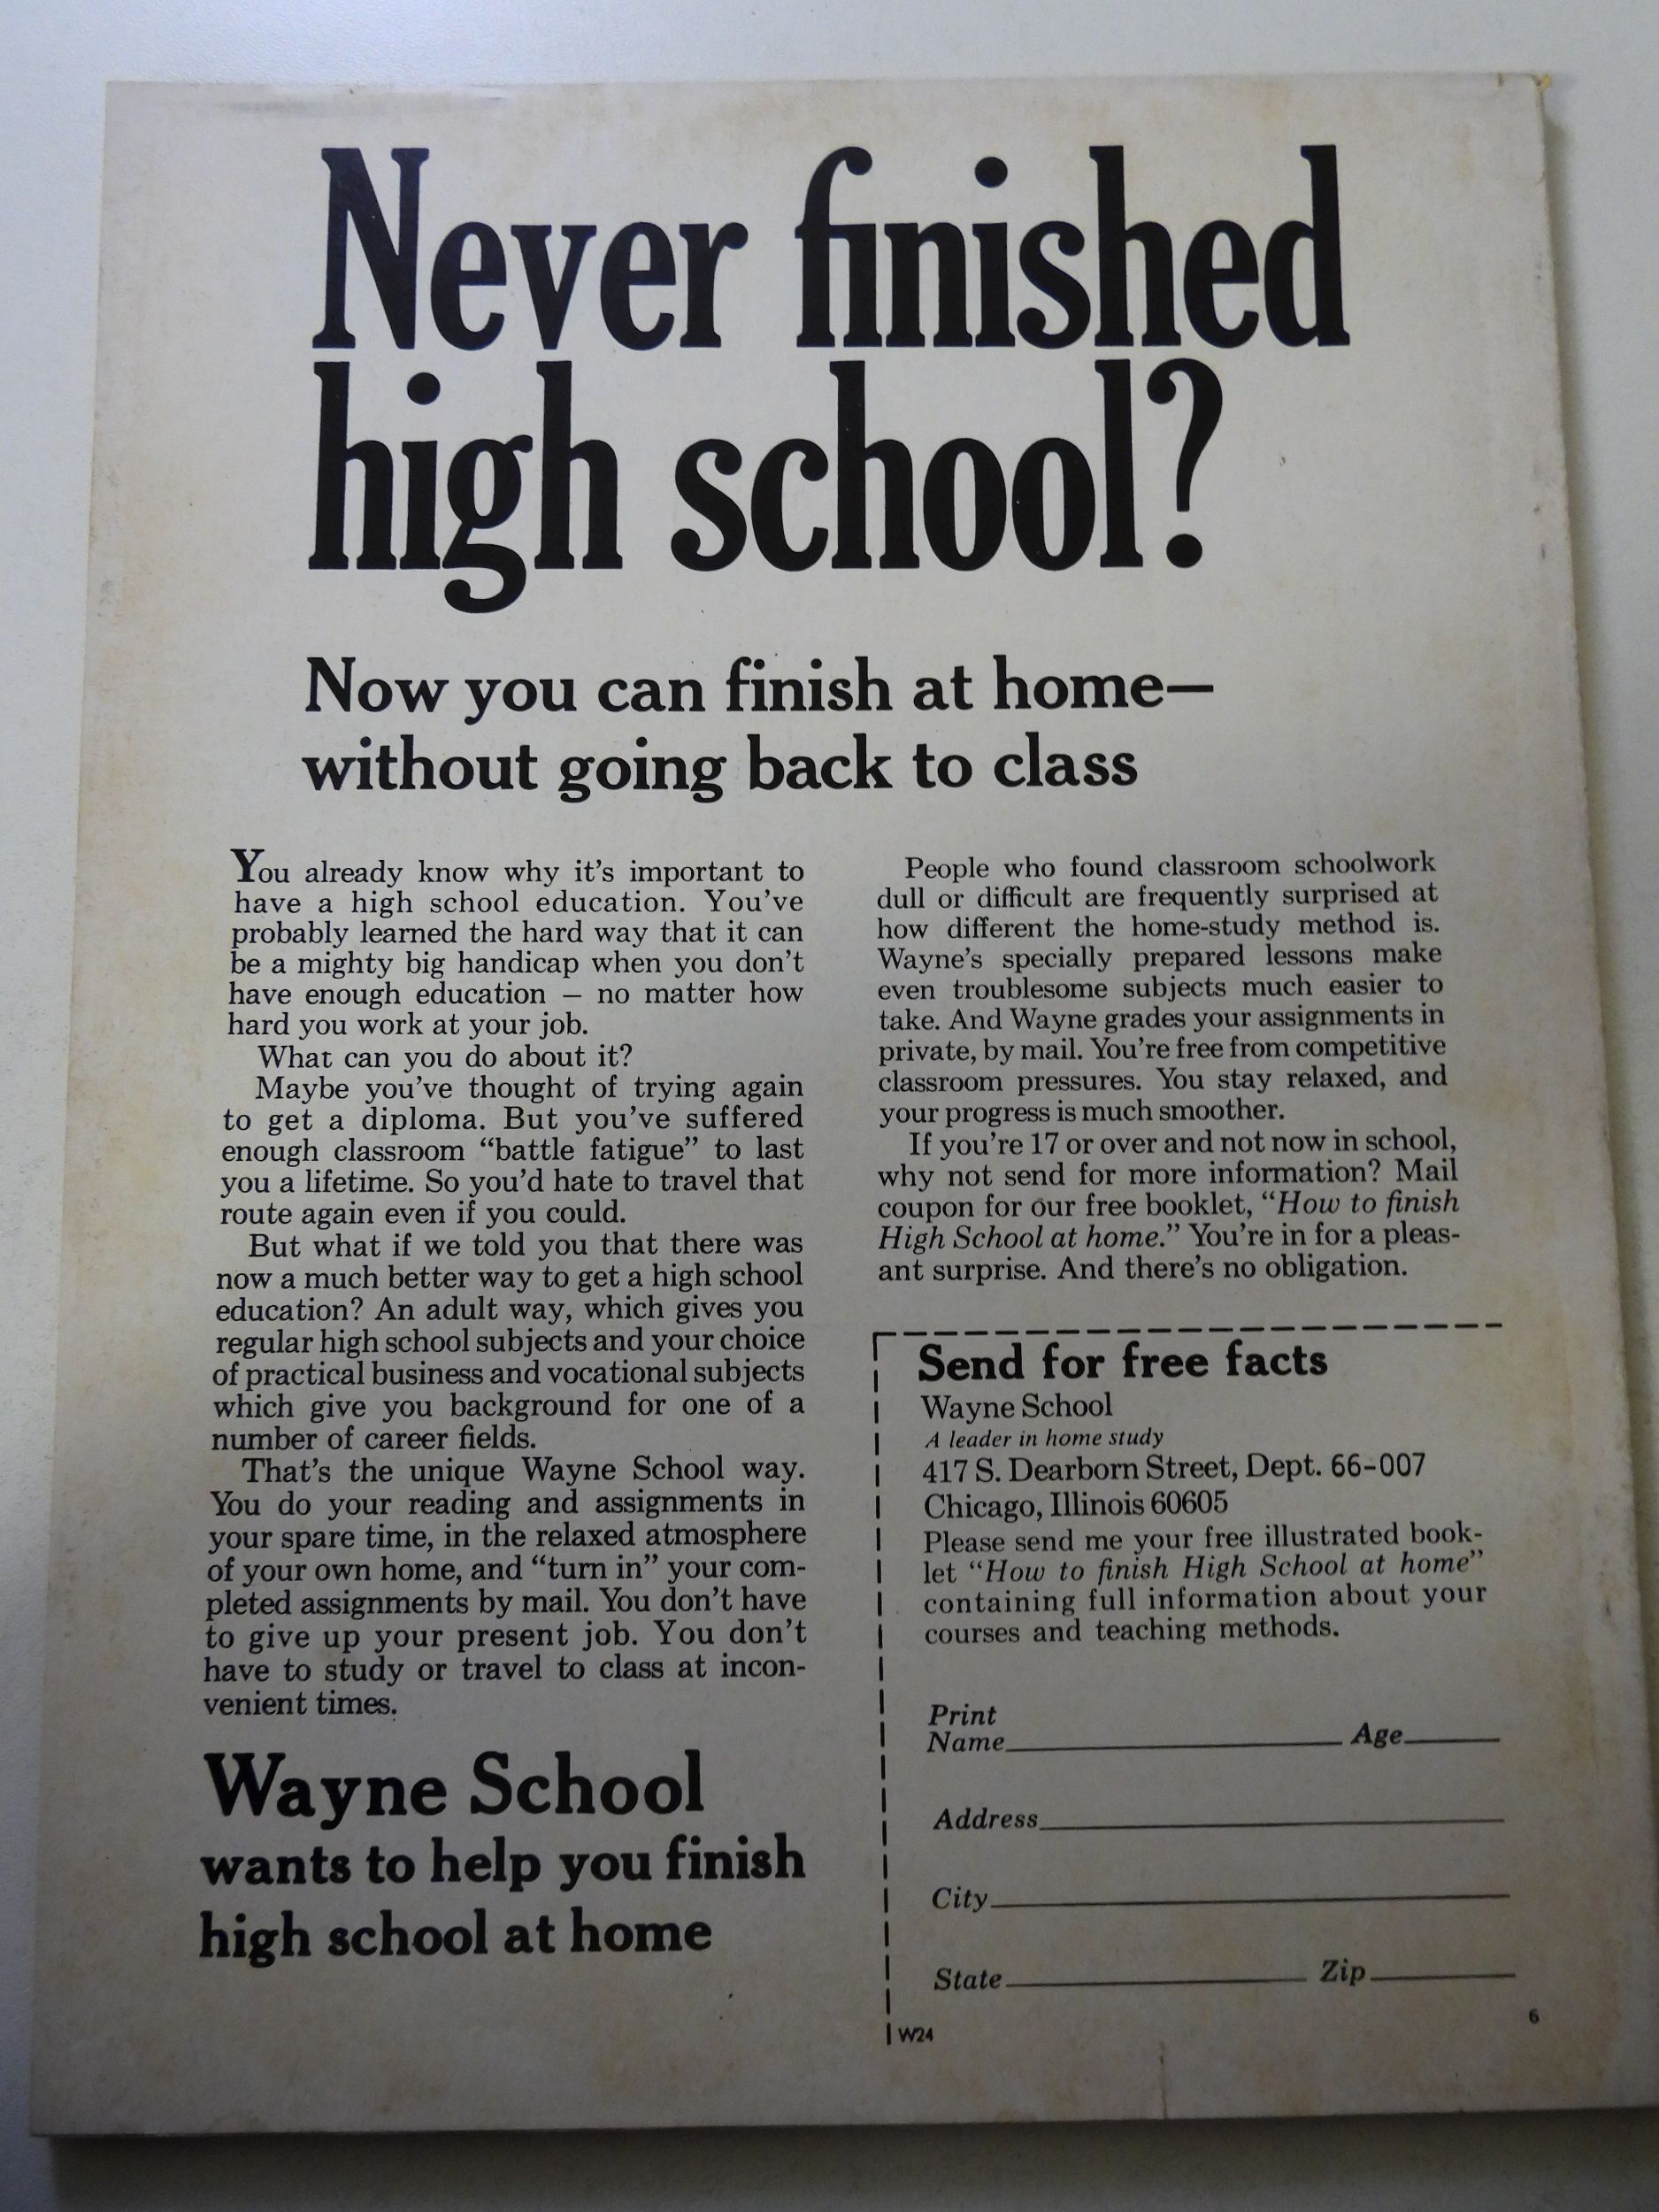 Never finished
high school?
Now you can finish at home—
without going back to class
You already know why it's important to
have a high school education. You've
probably learned the hard way that it can
be a mighty big handicap when you don't
have enough education — no matter how
hard you work at your job.
What can you do about it?
Maybe you've thought of trying again
to get a diploma. But you've suffered
enough classroom “battle fatigue” to last
you a lifetime. So you'd hate to travel that
route again even if you could.
But what if we told you that there was
now a much better way to get a high school
education? An adult way, which gives you
regular high school subjects and your choice
of practical business and vocational subjects
which give you background for one of a
number of career fields.
That's the unique Wayne School way.
You do your reading and assignments in
your spare time, in the relaxed atmosphere
of your own home, and “turn in” your com-
pleted assignments by mail. You don't have
to give up your present job. You don't
have to study or travel to class at incon-
venient times.
Wayne School
wants to help you finish
high school at home
People who found classroom schoolwork
dull or difficult are frequently surprised at
how different the home-study method is.
Wayne's specially prepared lessons make
even troublesome subjects much easier to
take. And Wayne grades your assignments in
private, by mail. You're free from competitive
classroom pressures. You stay relaxed, and
your progress is much smoother.
If you're 17 or over and not now in school,
why not send for more information? Mail
coupon for our free booklet, “How to finish
High School at home.” You're in for a pleas-
ant surprise. And there's no obligation.
Send for free facts
Wayne School
A leader in home study
417 S. Dearborn Street, Dept. 66-007
Chicago, Illinois 60605
Please send me your free illustrated book-
let “How to finish High School at home”
containing full information about your
courses and teaching methods.
Print
Name Age
Address
City
State Zip
W24
6